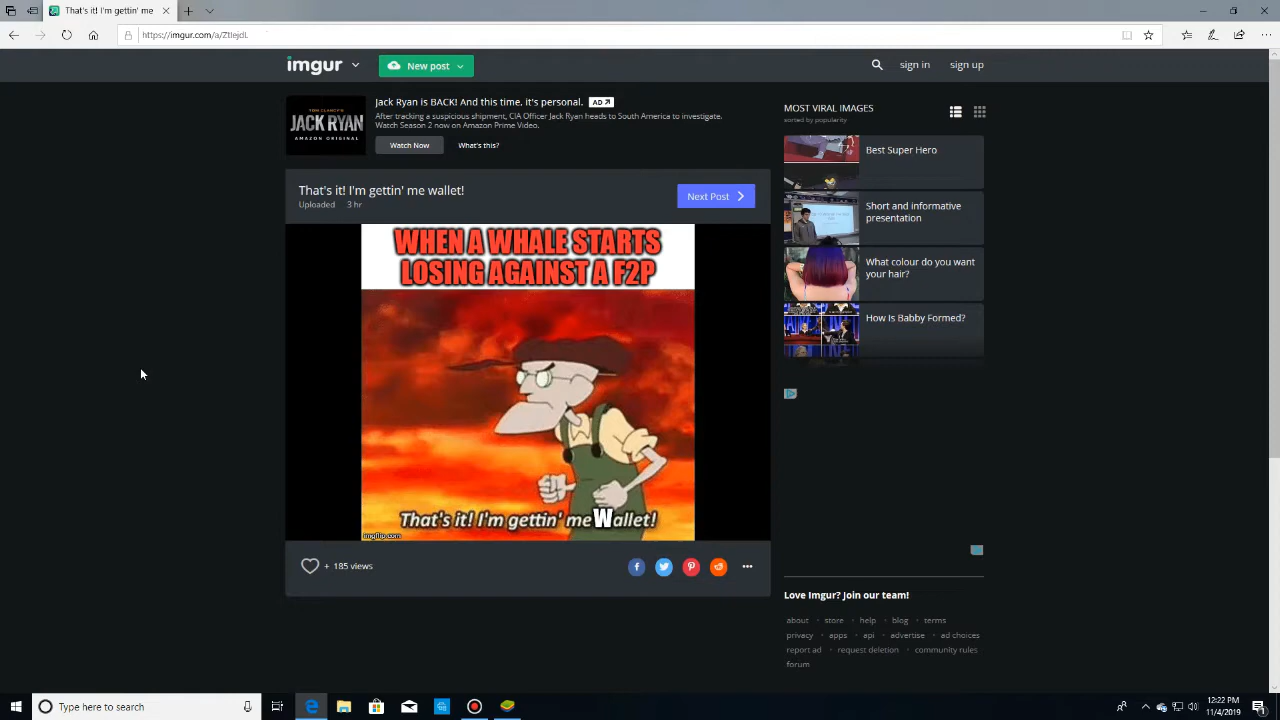 That's it! I'm gettin' me
https://imgur.com/a/ZtIejdL
imgur
New post
sign in
sign up
JACK RYAN
AMAZON ORIGINAL
Jack Ryan is BACK! And this time, it's personal. AD
After tracking a suspicious shipment, CIA Officer Jack Ryan heads to South America to investigate.
Watch Season 2 now on Amazon Prime Video.
Watch Now
What's this?
That's it! I'm gettin' me wallet!
Uploaded 3 hr
Next Post
WHEN A WHALE STARTS
LOSING AGAINST A F2P
That's it! I'm gettin' me Wallet!
imgflip.com
+ 185 views
MOST VIRAL IMAGES
sorted by popularity
Best Super Hero
Short and informative
presentation
What colour do you want
your hair?
How Is Babby Formed?
Love Imgur? Join our team!
about · store · help · blog · terms
privacy · apps · api · advertise · ad choices
report ad · request deletion · community rules
forum
Type here to search
12:22 PM
11/4/2019